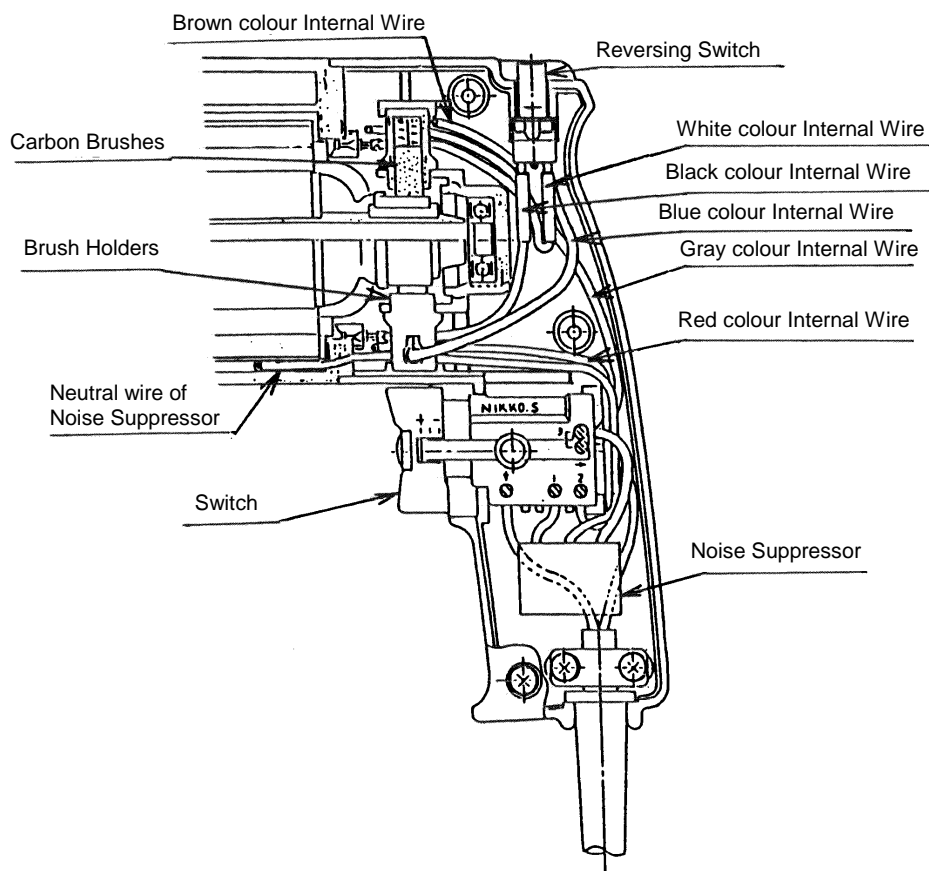 Brown colour Internal Wire
Reversing Switch
Carbon Brushes
White colour Internal Wire
Black colour Internal Wire
Blue colour Internal Wire
Brush Holders
Gray colour Internal Wire
Red colour Internal Wire
Neutral wire of
Noise Suppressor
NIKKO.S
1
2
Switch
Noise Suppressor